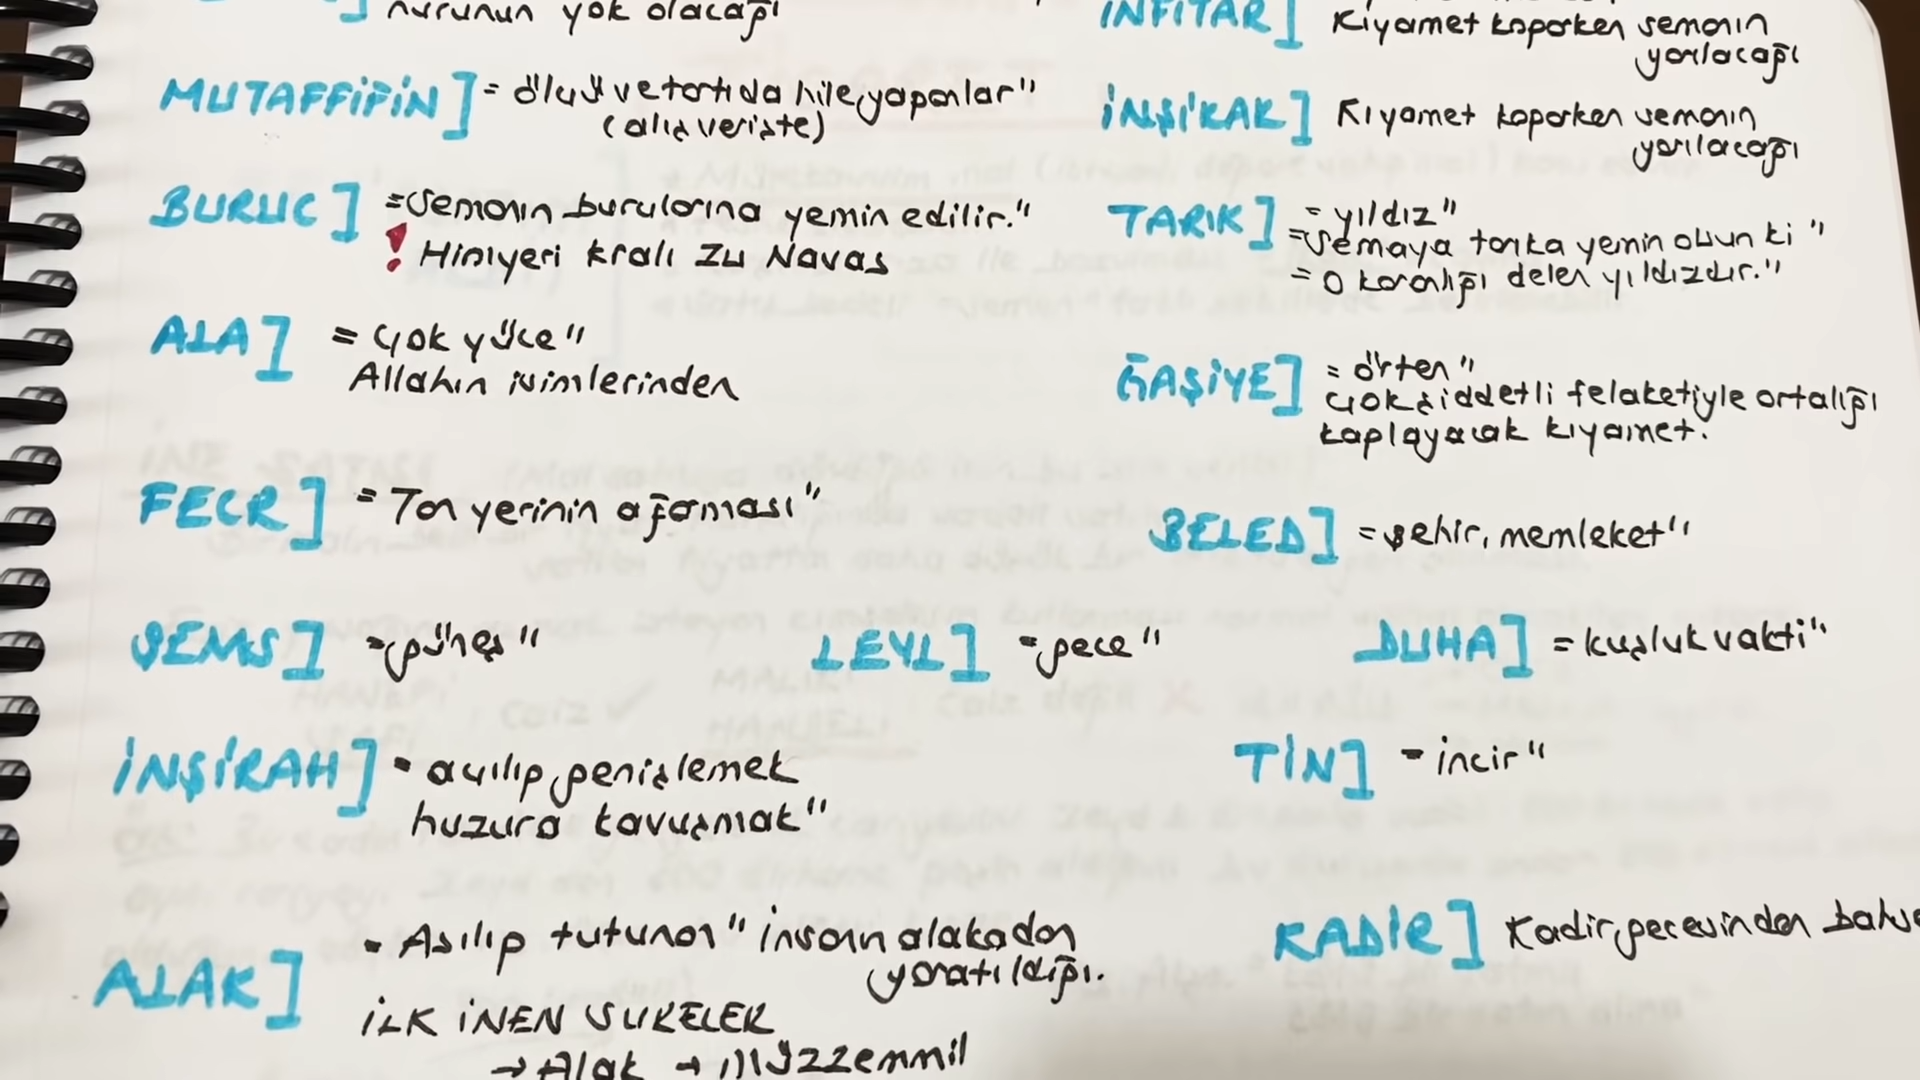 nurunun yok olacağı
İNFİTAR] Kıyamet koparken semanın
yarılacağı
MUTAFFİFİN] = "ölçü ve tartıda hile yapanlar"
(alışverişte)
İNŞİKAK] Kıyamet koparken semanın
yarılacağı
BURUC] = "semanın burçlarına yemin edilir."
! Himyeri kralı Zu Navas
TARIK] = yıldız"
= "Semaya tarıka yemin olsun ki"
= O karanlığı delen yıldızdır."
ALA] = çok yüce"
Allahın isimlerinden
ĞAŞİYE] = örten"
çok şiddetli felaketiyle ortalığı
kaplayacak kıyamet.
FECR] = Tan yerinin ağarması"
BELED] = şehir, memleket"
ŞEMS] = güneş"
LEYL] = gece"
DUHA] = kuşluk vakti"
İNŞİRAH] = açılıp, genişlemek
huzura kavuşmak"
TİN] = incir"
ALAK] = Asılıp tutunan" insanın alakadan
yaratıldığı.
KADİR] Kadir gecesinden
İLK İNEN SURELER
→ Alak → Müzzemmil